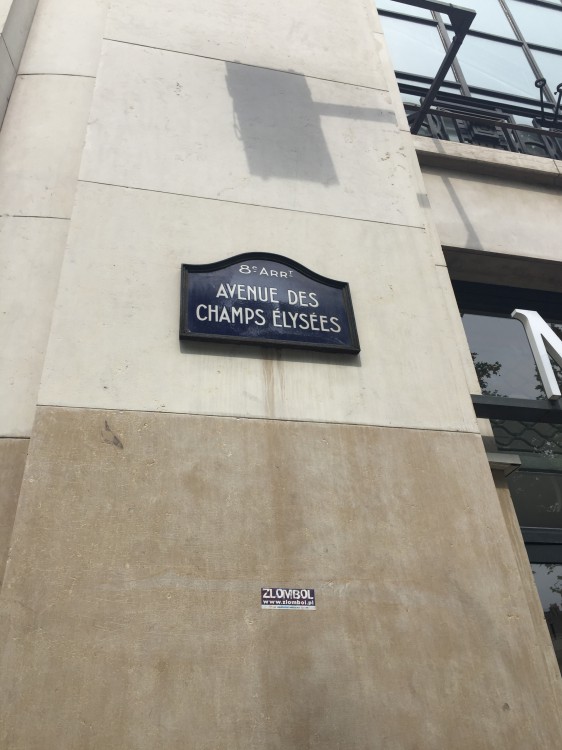 8e ARRT
AVENUE DES
CHAMPS ÉLYSÉES
ZLOMBOL
www.zlombol.pl